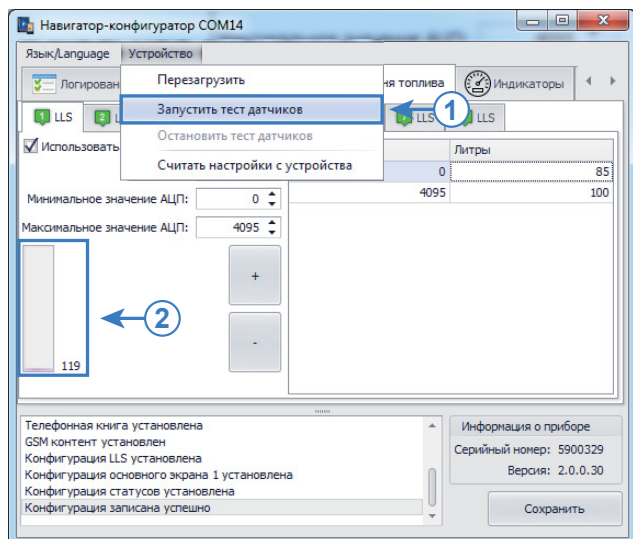 Навигатор-конфигуратор COM14
Язык/Language Устройство
Логирован ня топлива Индикаторы
Перезагрузить
Запустить тест датчиков 1
Остановить тест датчиков
Считать настройки с устройства
1 LLS 2 LLS LLS
Использовать Литры
0 85
4095 100
Минимальное значение АЦП: 0
Максимальное значение АЦП: 4095
+
2
-
119
Телефонная книга установлена
GSM контент установлен
Конфигурация LLS установлена
Конфигурация основного экрана 1 установлена
Конфигурация статусов установлена
Конфигурация записана успешно
Информация о приборе
Серийный номер: 5900329
Версия: 2.0.0.30
Сохранить